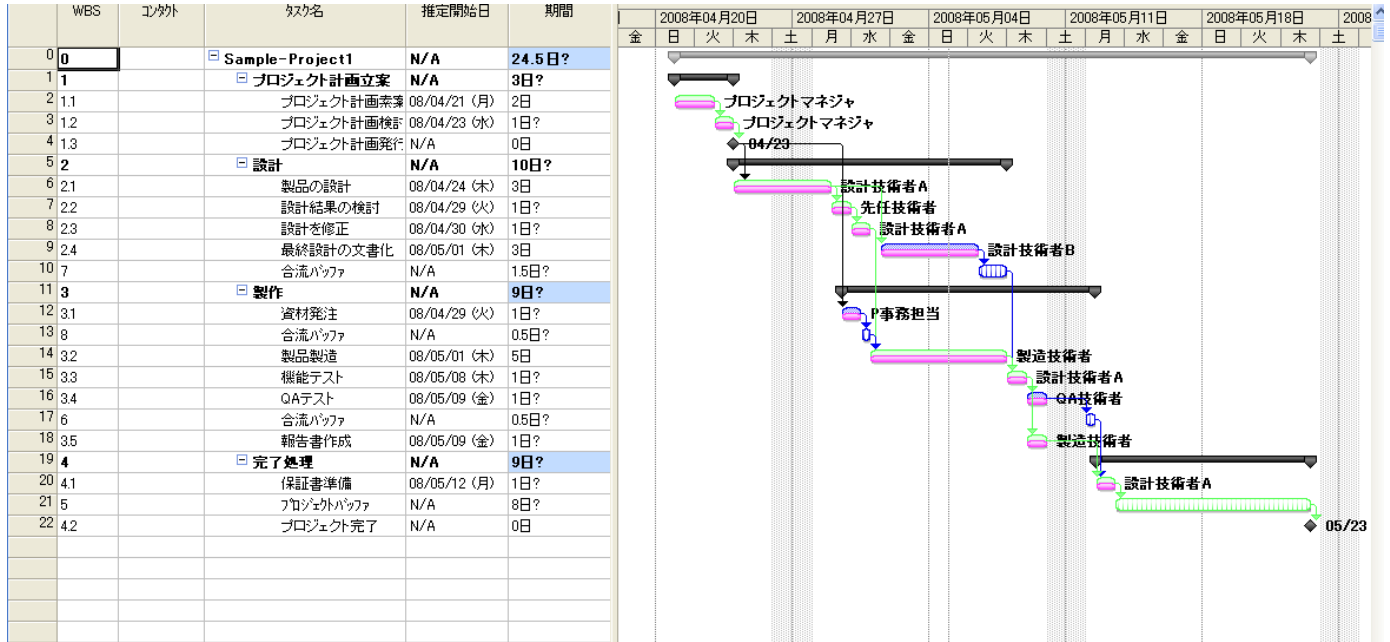 WBS コンタクト タスク名 推定開始日 期間
2008年04月20日 2008年04月27日 2008年05月04日 2008年05月11日 2008年05月18日 2008
金 日 火 木 土 月 水 金 日 火 木 土 月 水 金 日 火 木 土
0 0 Sample-Project1 N/A 24.5日?
1 1 プロジェクト計画立案 N/A 3日?
2 1.1 プロジェクト計画素案 08/04/21 (月) 2日 プロジェクトマネジャ
3 1.2 プロジェクト計画検討 08/04/23 (水) 1日? プロジェクトマネジャ
4 1.3 プロジェクト計画発行 N/A 0日 04/23
5 2 設計 N/A 10日?
6 2.1 製品の設計 08/04/24 (木) 3日 設計技術者A
7 2.2 設計結果の検討 08/04/29 (火) 1日? 先任技術者
8 2.3 設計を修正 08/04/30 (水) 1日? 設計技術者A
9 2.4 最終設計の文書化 08/05/01 (木) 3日 設計技術者B
10 7 合流バッファ N/A 1.5日?
11 3 製作 N/A 9日?
12 3.1 資材発注 08/04/29 (火) 1日? P事務担当
13 8 合流バッファ N/A 0.5日?
14 3.2 製品製造 08/05/01 (木) 5日 製造技術者
15 3.3 機能テスト 08/05/08 (木) 1日? 設計技術者A
16 3.4 QAテスト 08/05/09 (金) 1日? QA技術者
17 6 合流バッファ N/A 0.5日?
18 3.5 報告書作成 08/05/09 (金) 1日? 製造技術者
19 4 完了処理 N/A 9日?
20 4.1 保証書準備 08/05/12 (月) 1日? 設計技術者A
21 5 プロジェクトバッファ N/A 8日?
22 4.2 プロジェクト完了 N/A 0日 05/23